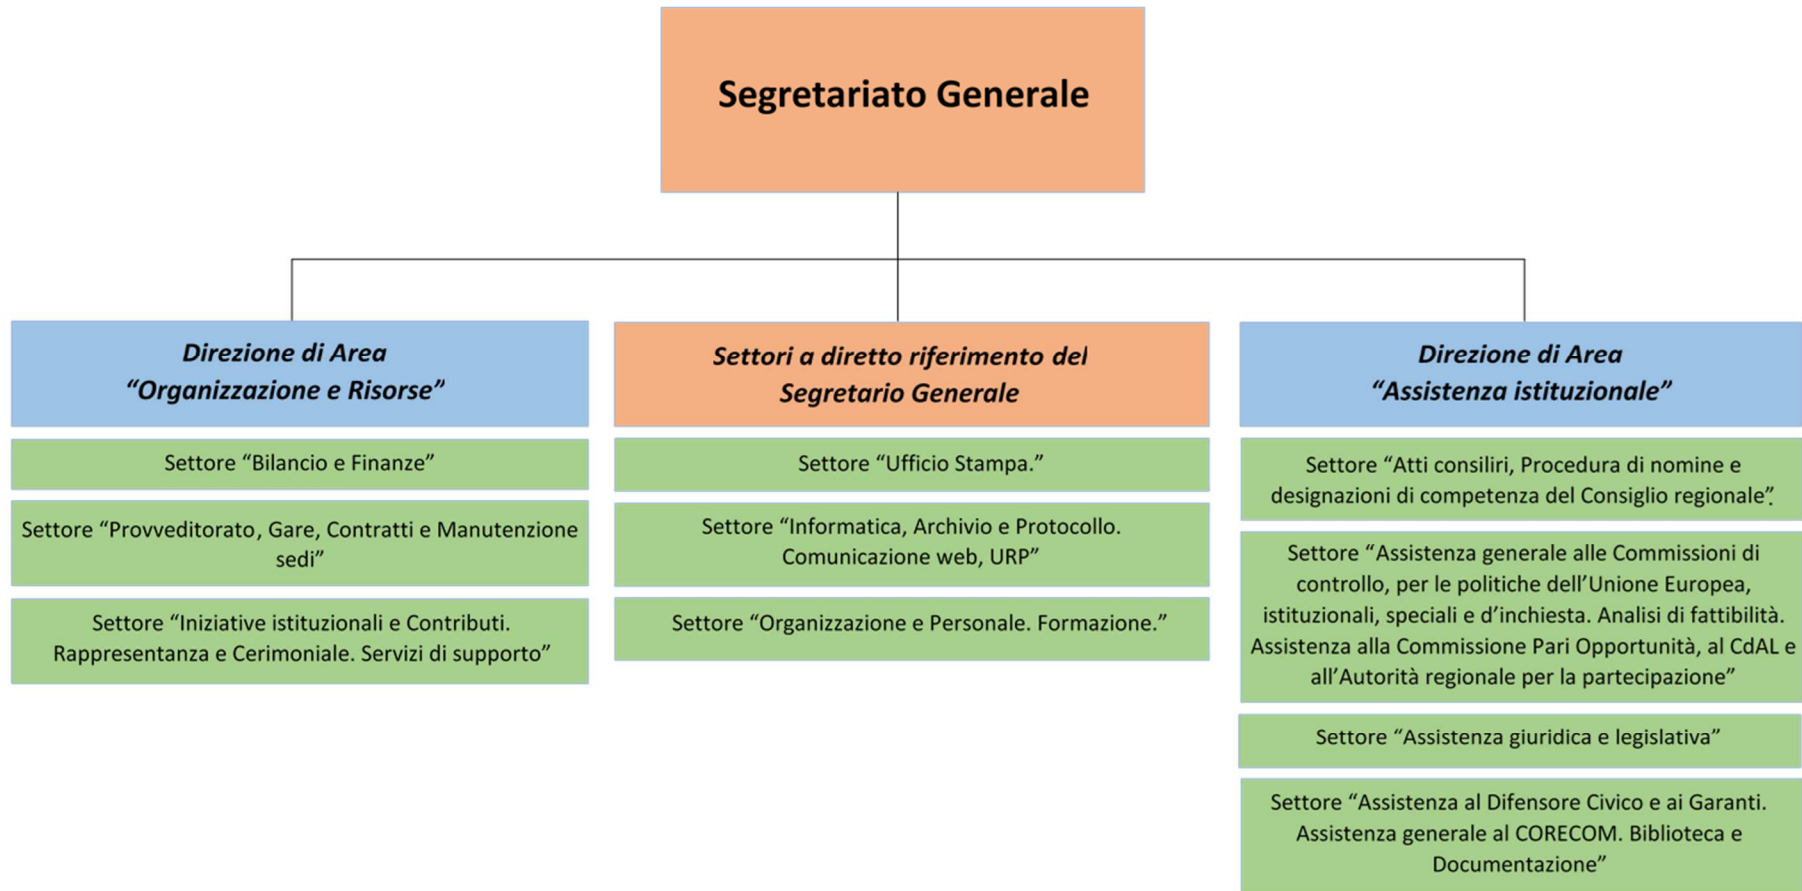 Segretariato Generale
Direzione di Area
“Organizzazione e Risorse”
Settore “Bilancio e Finanze”
Settore “Provveditorato, Gare, Contratti e Manutenzione
sedi”
Settore “Iniziative istituzionali e Contributi.
Rappresentanza e Cerimoniale. Servizi di supporto”
Settori a diretto riferimento del
Segretario Generale
Settore “Ufficio Stampa.”
Settore “Informatica, Archivio e Protocollo.
Comunicazione web, URP”
Settore “Organizzazione e Personale. Formazione.”
Direzione di Area
“Assistenza istituzionale”
Settore “Atti consiliri, Procedura di nomine e
designazioni di competenza del Consiglio regionale”.
Settore “Assistenza generale alle Commissioni di
controllo, per le politiche dell’Unione Europea,
istituzionali, speciali e d’inchiesta. Analisi di fattibilità.
Assistenza alla Commissione Pari Opportunità, al CdAL e
all’Autorità regionale per la partecipazione”
Settore “Assistenza giuridica e legislativa”
Settore “Assistenza al Difensore Civico e ai Garanti.
Assistenza generale al CORECOM. Biblioteca e
Documentazione”